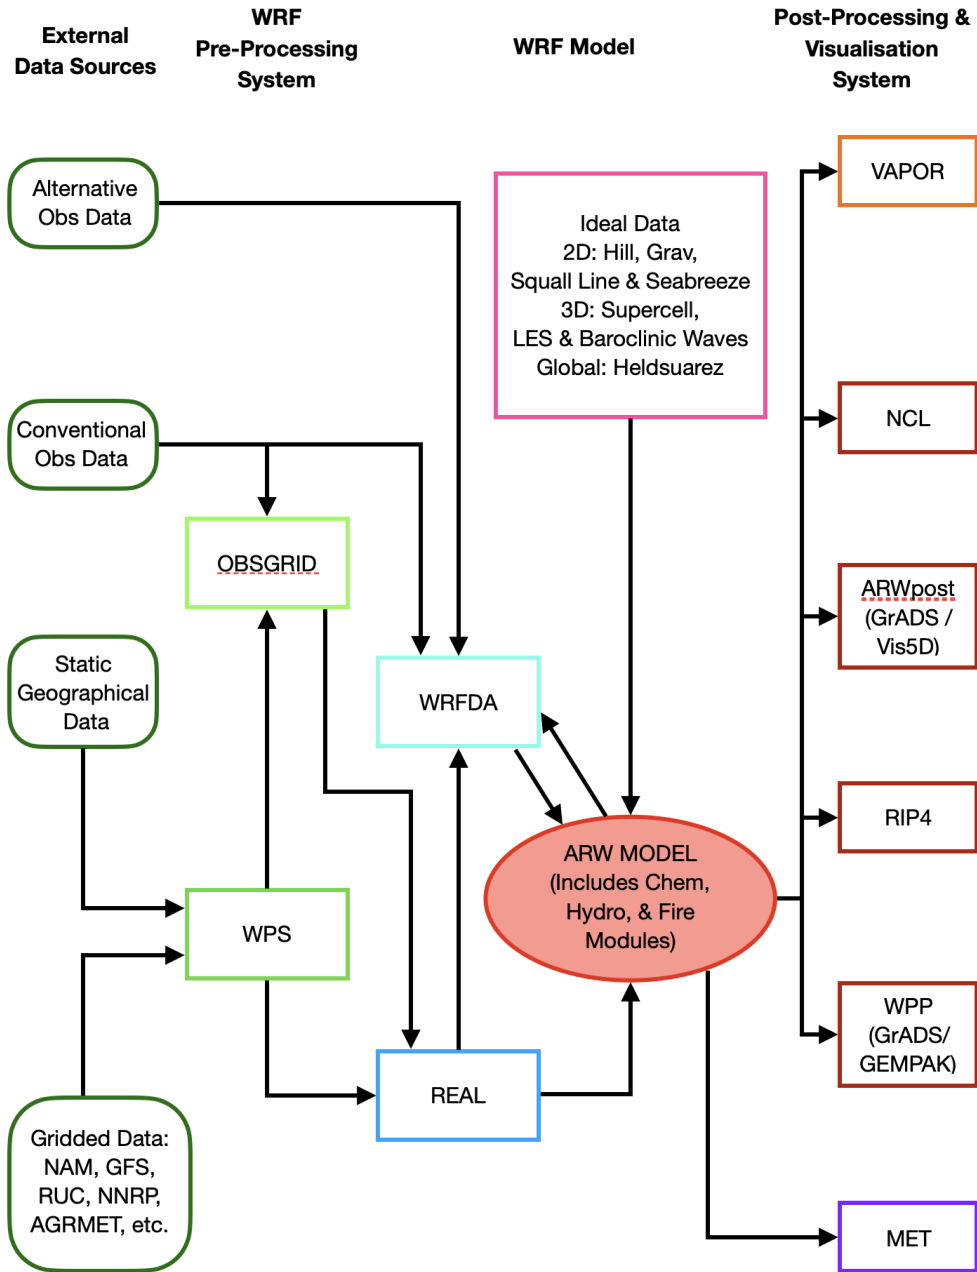 External
Data Sources
WRF
Pre-Processing
System
WRF Model
Post-Processing &
Visualisation
System
Alternative
Obs Data
Conventional
Obs Data
Static
Geographical
Data
Gridded Data:
NAM, GFS,
RUC, NNRP,
AGRMET, etc.
OBSGRID
WPS
WRFDA
REAL
Ideal Data
2D: Hill, Grav,
Squall Line & Seabreeze
3D: Supercell,
LES & Baroclinic Waves
Global: Heldsuarez
ARW MODEL
(Includes Chem,
Hydro, & Fire
Modules)
VAPOR
NCL
ARWpost
(GrADS /
Vis5D)
RIP4
WPP
(GrADS/
GEMPAK)
MET